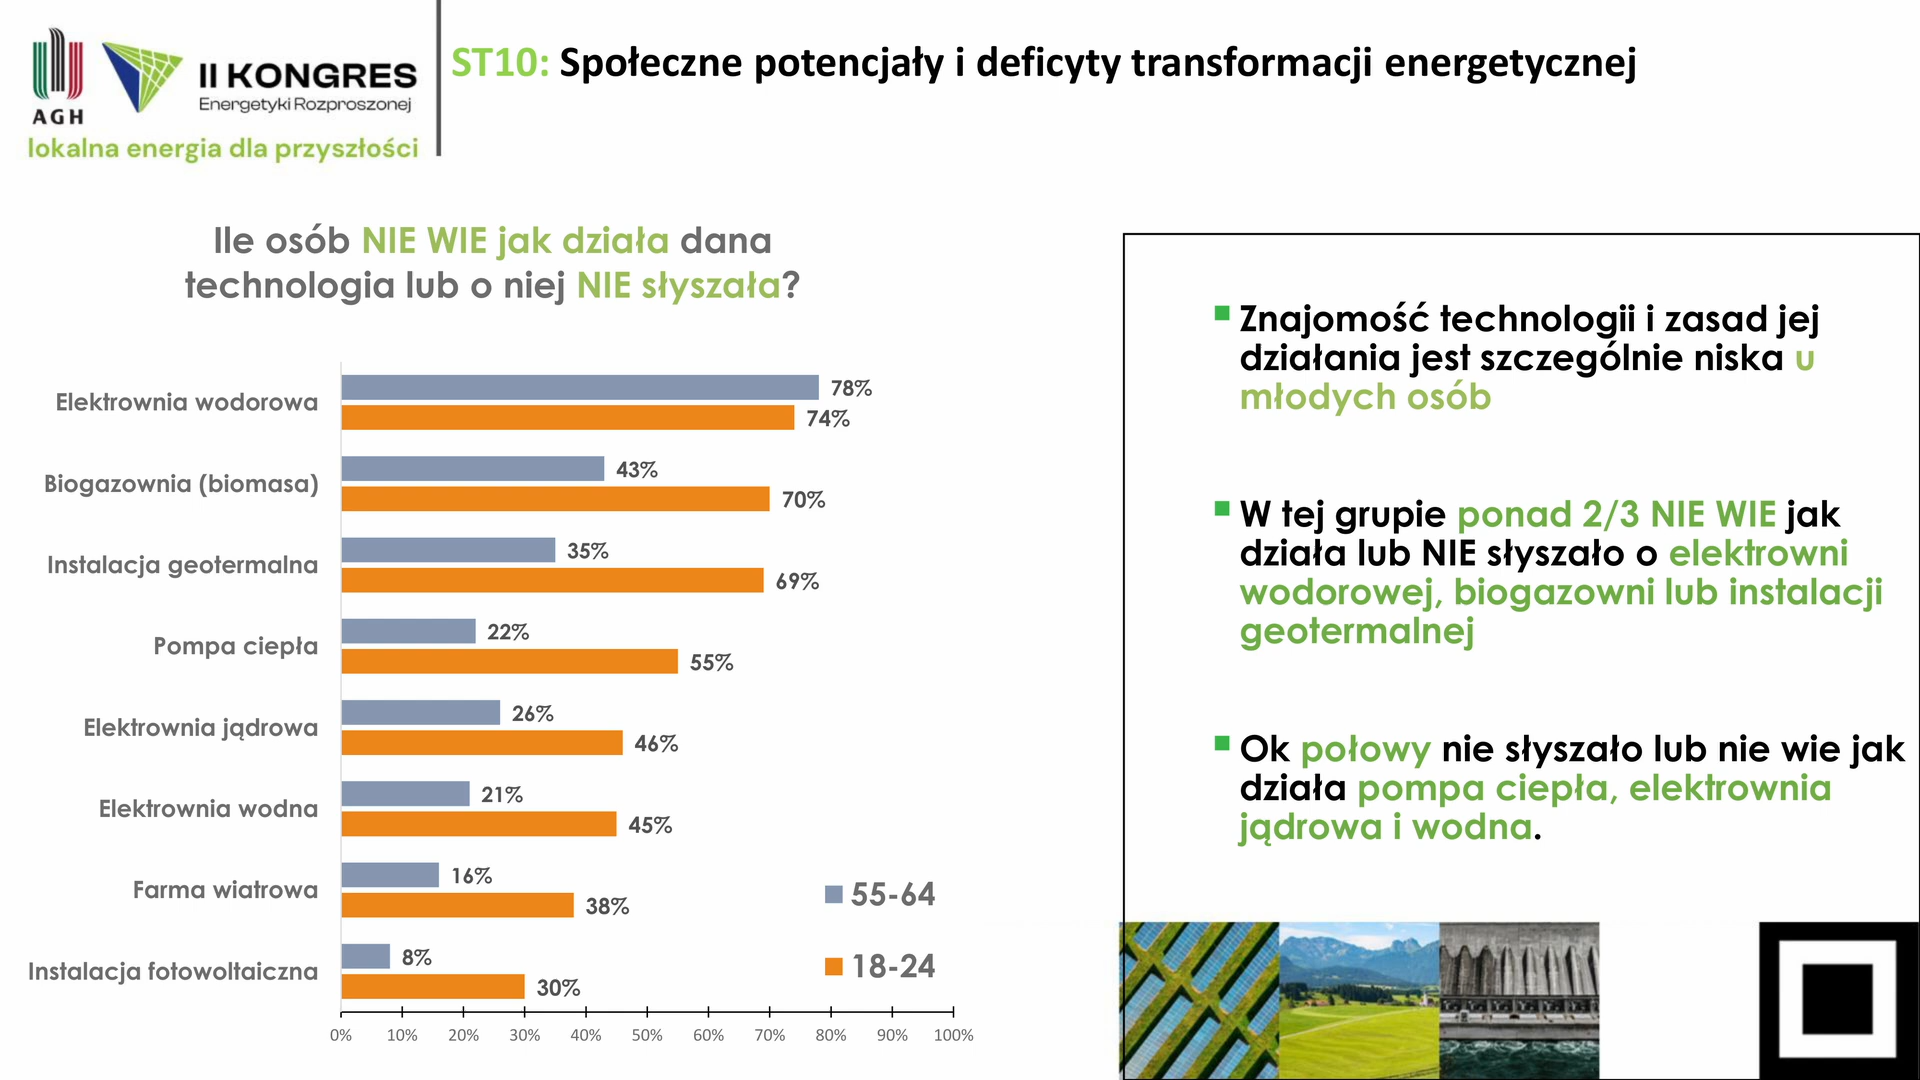 AGH
II KONGRES
Energetyki Rozproszonej
lokalna energia dla przyszłości
ST10: Społeczne potencjały i deficyty transformacji energetycznej
Ile osób NIE WIE jak działa dana
technologia lub o niej NIE słyszała?
Elektrownia wodorowa
78%
74%
Biogazownia (biomasa)
43%
70%
Instalacja geotermalna
35%
69%
Pompa ciepła
22%
55%
Elektrownia jądrowa
26%
46%
Elektrownia wodna
21%
45%
Farma wiatrowa
16%
38%
Instalacja fotowoltaiczna
8%
30%
55-64
18-24
0% 10% 20% 30% 40% 50% 60% 70% 80% 90% 100%
Znajomość technologii i zasad jej
działania jest szczególnie niska u
młodych osób
W tej grupie ponad 2/3 NIE WIE jak
działa lub NIE słyszało o elektrowni
wodorowej, biogazowni lub instalacji
geotermalnej
Ok połowy nie słyszało lub nie wie jak
działa pompa ciepła, elektrownia
jądrowa i wodna.